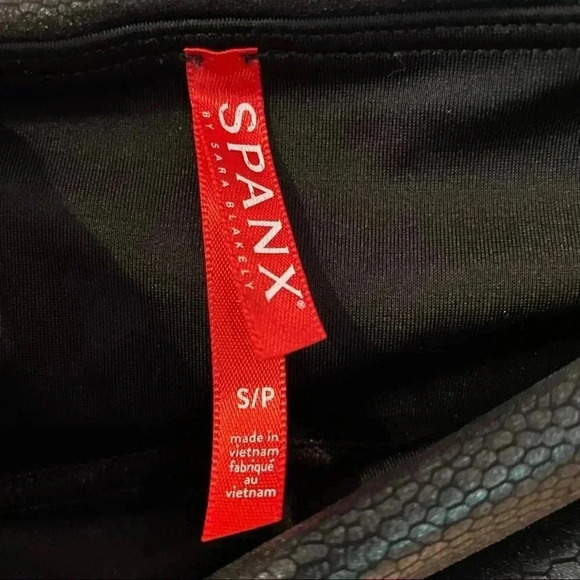 SPANX®
BY SARA BLAKELY
S/P
made in
vietnam
fabriqué
au
vietnam